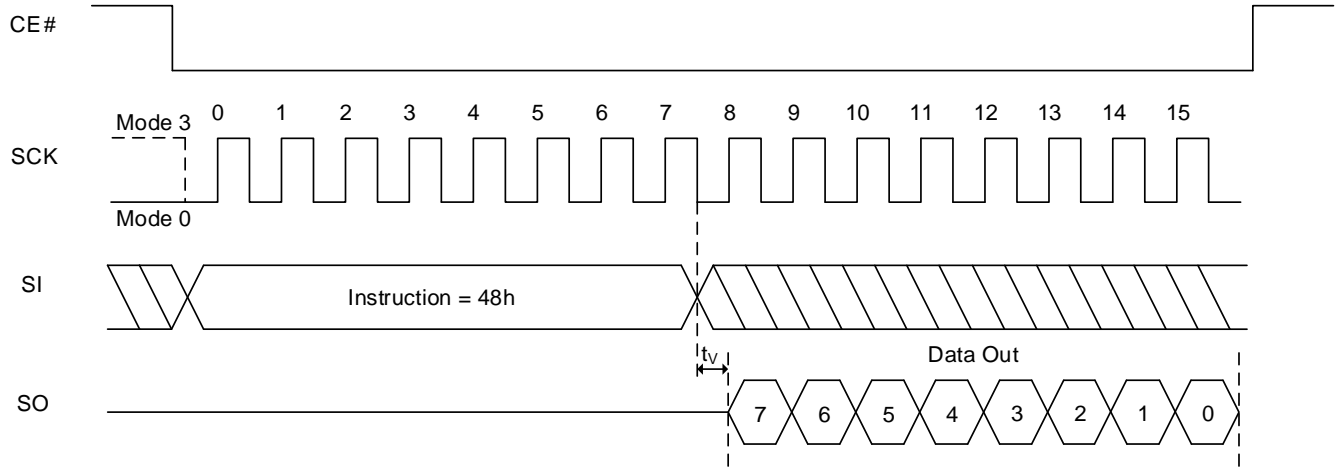 CE#
0 1 2 3 4 5 6 7 8 9 10 11 12 13 14 15
Mode 3
SCK
Mode 0
SI
Instruction = 48h
tV
Data Out
SO
7 6 5 4 3 2 1 0